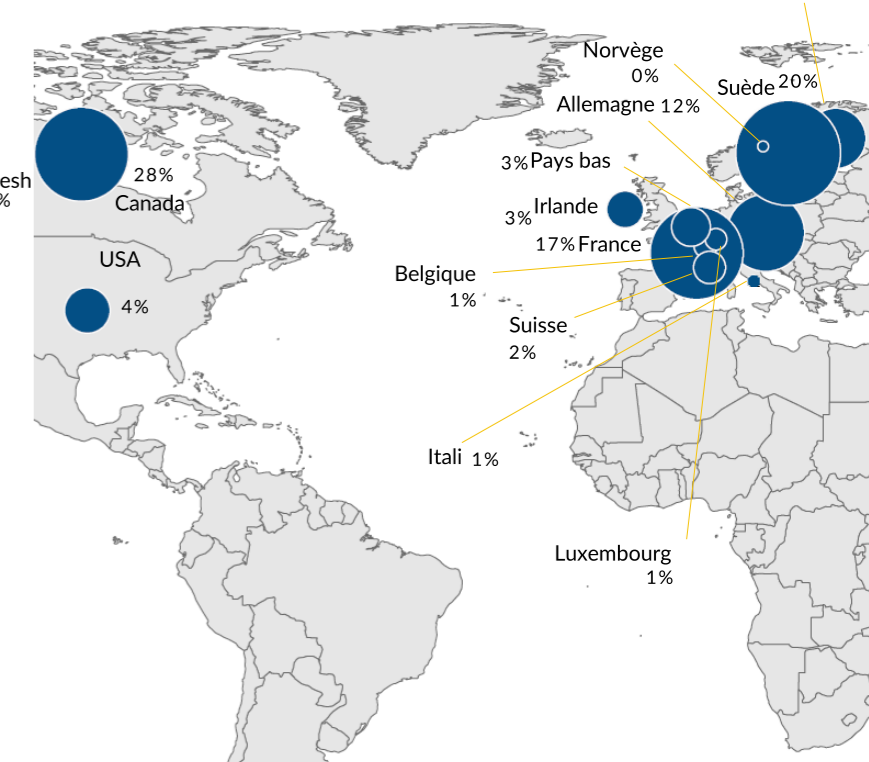 Norvège
0%
Suède 20%
Allemagne 12%
3% Pays bas
28%
esh
%
Canada
Irlande
3%
17% France
USA
Belgique
1%
4%
Suisse
2%
Itali 1%
Luxembourg
1%